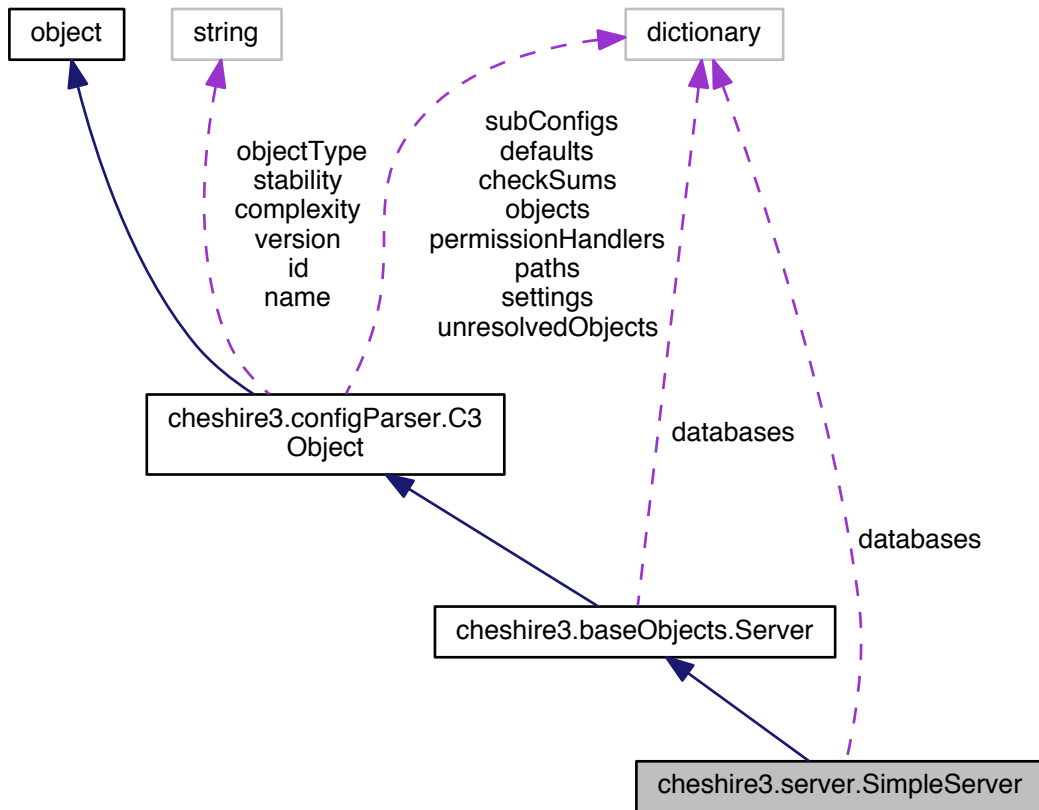 object
string
dictionary
objectType
stability
complexity
version
id
name
subConfigs
defaults
checkSums
objects
permissionHandlers
paths
settings
unresolvedObjects
cheshire3.configParser.C3
Object
databases
databases
cheshire3.baseObjects.Server
cheshire3.server.SimpleServer